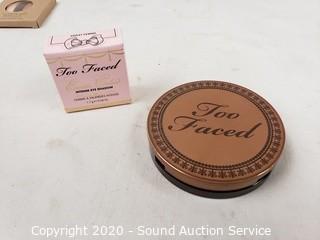 Too Faced
INTENSE EYE SHADOW
Too
Faced
Copyright 2020 - Sound Auction Service